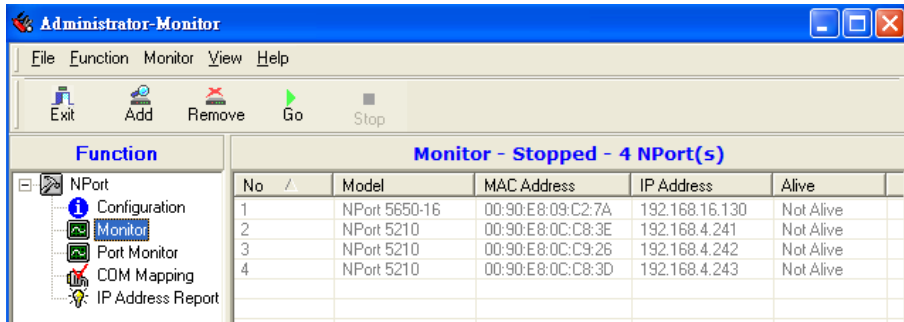 Administrator-Monitor
File Function Monitor View Help
Exit Add Remove Go Stop
Function
Monitor - Stopped - 4 NPort(s)
NPort
Configuration
Monitor
Port Monitor
COM Mapping
IP Address Report
No Model MAC Address IP Address Alive
1 NPort 5650-16 00:90:E8:09:C2:7A 192.168.16.130 Not Alive
2 NPort 5210 00:90:E8:0C:C8:3E 192.168.4.241 Not Alive
3 NPort 5210 00:90:E8:0C:C9:26 192.168.4.242 Not Alive
4 NPort 5210 00:90:E8:0C:C8:3D 192.168.4.243 Not Alive